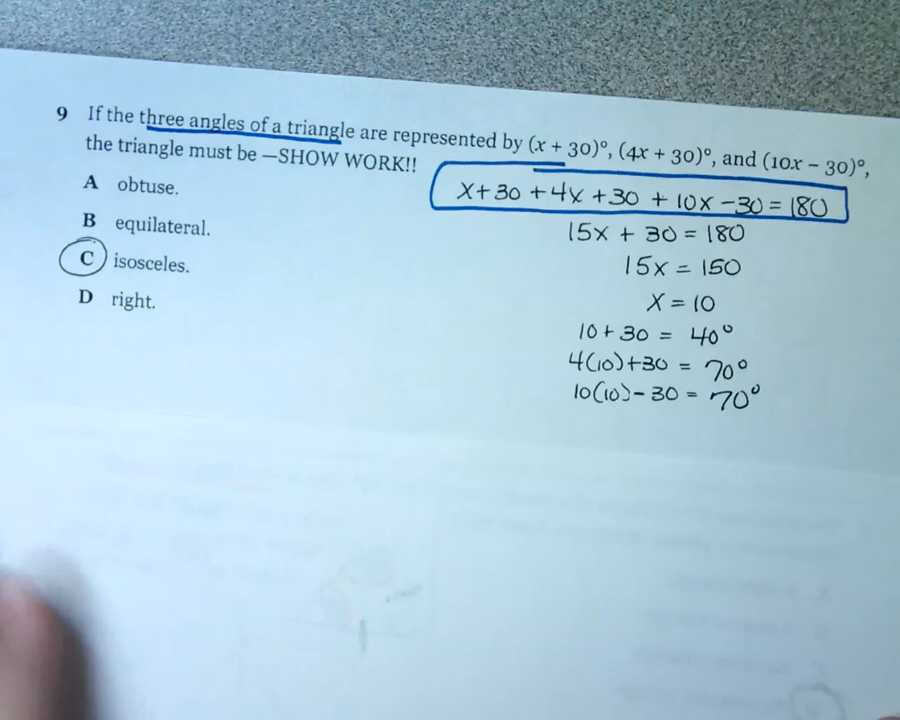 9 If the three angles of a triangle are represented by (x + 30)°, (4x + 30)°, and (10x − 30)°,
the triangle must be —SHOW WORK!!
A obtuse.
B equilateral.
C isosceles.
D right.
x+30 +4x +30 + 10x -30 = 180
15x + 30 = 180
15x = 150
x = 10
10+30 = 40°
4(10)+30 = 70°
10(10)-30 = 70°